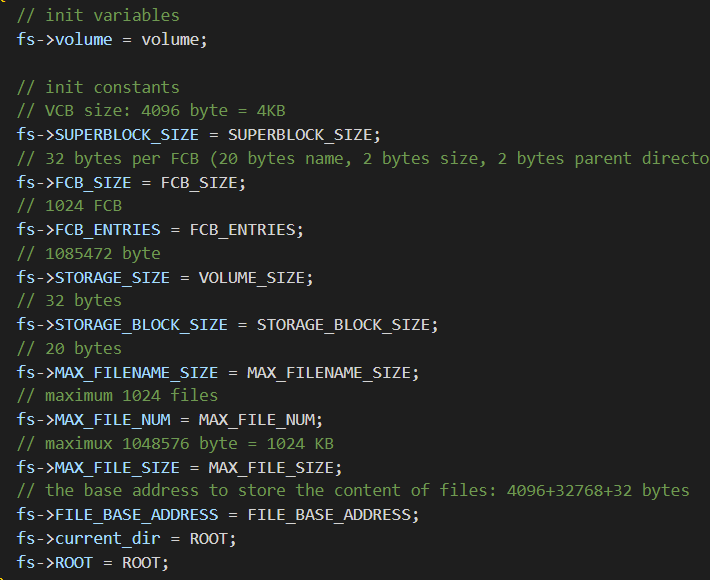 // init variables
fs->volume = volume;
// init constants
// VCB size: 4096 byte = 4KB
fs->SUPERBLOCK_SIZE = SUPERBLOCK_SIZE;
// 32 bytes per FCB (20 bytes name, 2 bytes size, 2 bytes parent directo
fs->FCB_SIZE = FCB_SIZE;
// 1024 FCB
fs->FCB_ENTRIES = FCB_ENTRIES;
// 1085472 byte
fs->STORAGE_SIZE = VOLUME_SIZE;
// 32 bytes
fs->STORAGE_BLOCK_SIZE = STORAGE_BLOCK_SIZE;
// 20 bytes
fs->MAX_FILENAME_SIZE = MAX_FILENAME_SIZE;
// maximum 1024 files
fs->MAX_FILE_NUM = MAX_FILE_NUM;
// maximux 1048576 byte = 1024 KB
fs->MAX_FILE_SIZE = MAX_FILE_SIZE;
// the base address to store the content of files: 4096+32768+32 bytes
fs->FILE_BASE_ADDRESS = FILE_BASE_ADDRESS;
fs->current_dir = ROOT;
fs->ROOT = ROOT;